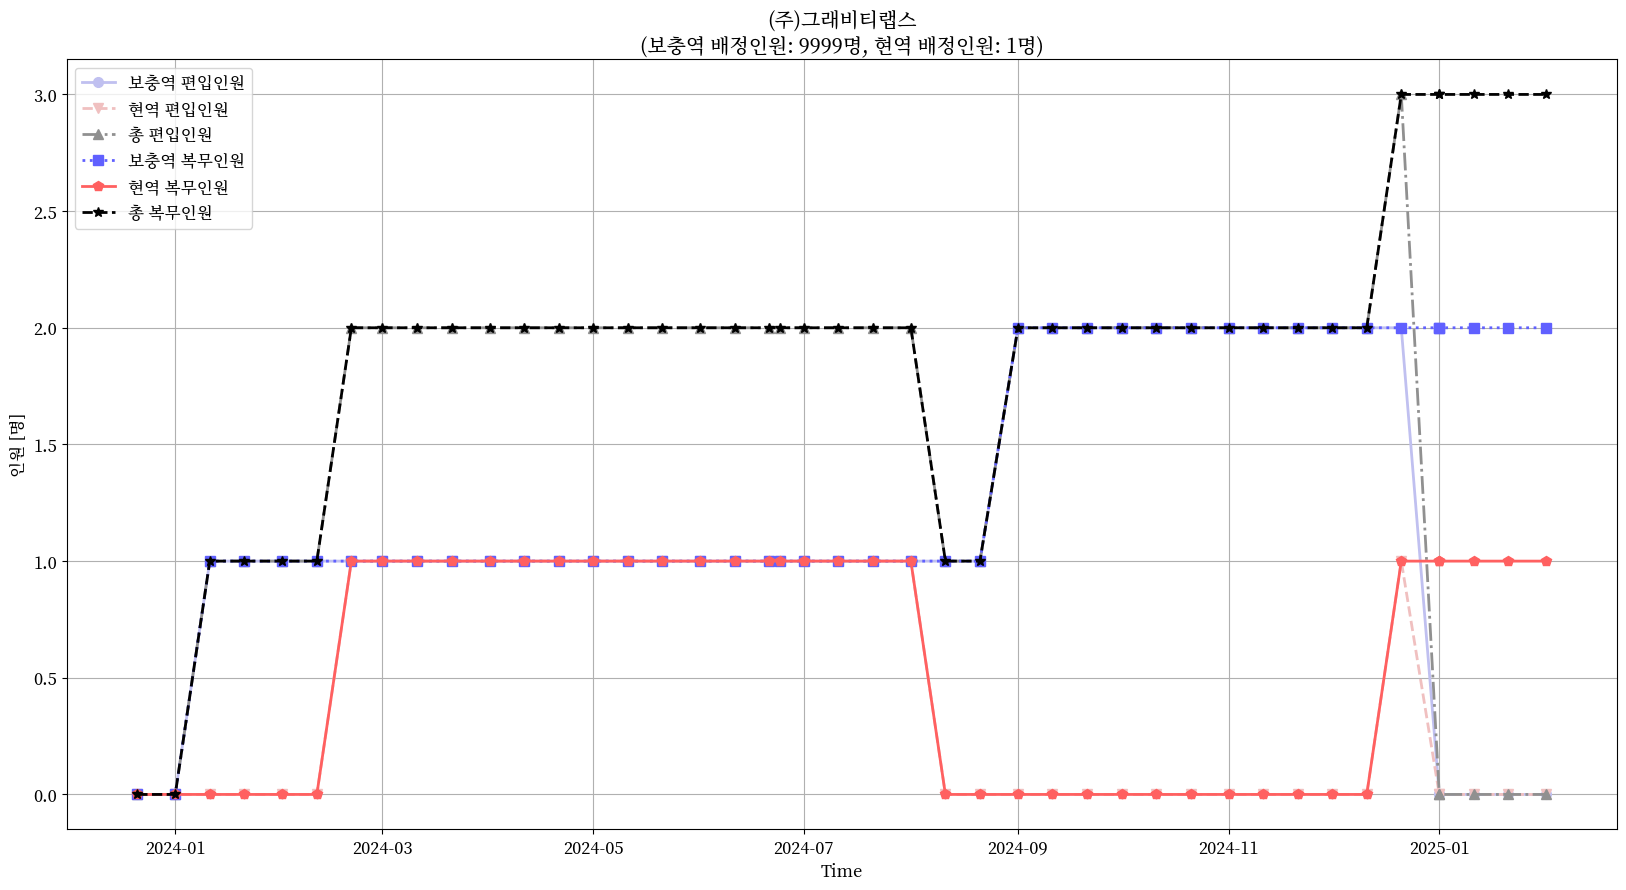 (주)그래비티랩스
(보충역 배정인원: 9999명, 현역 배정인원: 1명)
보충역 편입인원
현역 편입인원
총 편입인원
보충역 복무인원
현역 복무인원
총 복무인원
3.0
2.5
2.0
1.5
1.0
0.5
0.0
인원 [명]
2024-01
2024-03
2024-05
2024-07
2024-09
2024-11
2025-01
Time